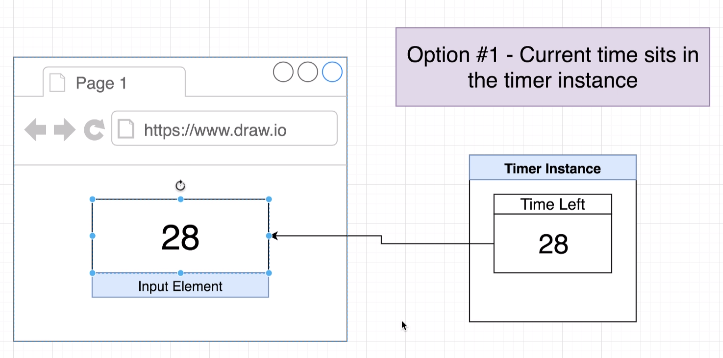 Option #1 - Current time sits in
the timer instance
Page 1
https://www.draw.io
28
Input Element
Timer Instance
Time Left
28